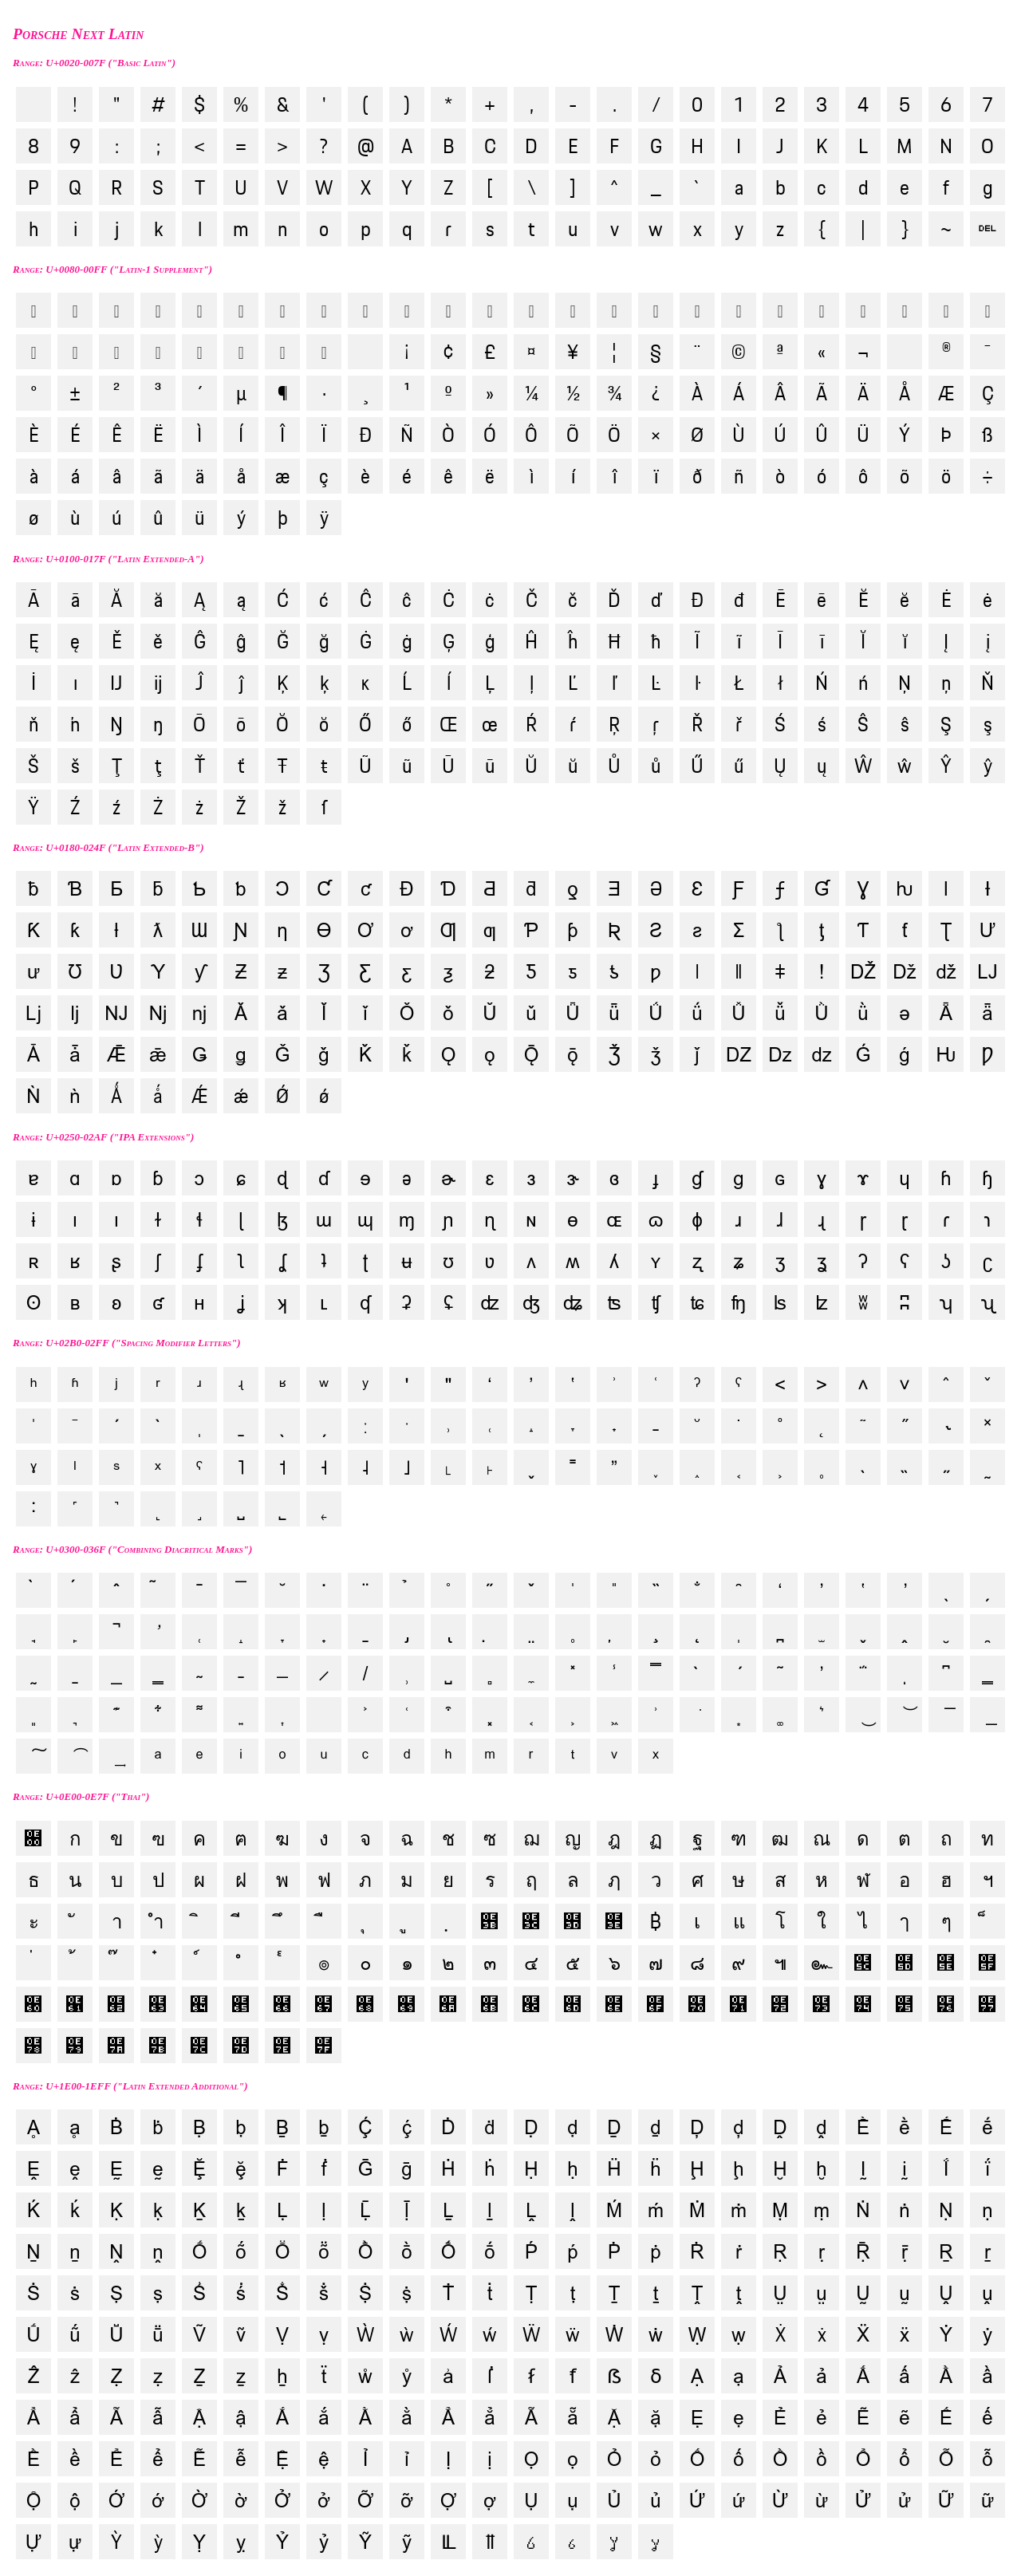 Porsche Next Latin
Range: U+0020-007F ("Basic Latin")
! " # $ % & ' ( ) * + , - . / 0 1 2 3 4 5 6 7
8 9 : ; < = > ? @ A B C D E F G H I J K L M N O
P Q R S T U V W X Y Z [ \ ] ^ _ ` a b c d e f g
h i j k l m n o p q r s t u v w x y z { | } ~ DEL
Range: U+0080-00FF ("Latin-1 Supplement")
¡ ¢ £ ¤ ¥ ¦ § ¨ © ª « ¬ ® ¯
° ± ² ³ ´ µ ¶ · ¸ ¹ º » ¼ ½ ¾ ¿ À Á Â Ã Ä Å Æ Ç
È É Ê Ë Ì Í Î Ï Ð Ñ Ò Ó Ô Õ Ö × Ø Ù Ú Û Ü Ý Þ ß
à á â ã ä å æ ç è é ê ë ì í î ï ð ñ ò ó ô õ ö ÷
ø ù ú û ü ý þ ÿ
Range: U+0100-017F ("Latin Extended-A")
Ā ā Ă ă Ą ą Ć ć Ĉ ĉ Ċ ċ Č č Ď ď Đ đ Ē ē Ĕ ĕ Ė ė
Ę ę Ě ě Ĝ ĝ Ğ ğ Ġ ġ Ģ ģ Ĥ ĥ Ħ ħ Ĩ ĩ Ī ī Ĭ ĭ Į į
İ ı Ĳ ĳ Ĵ ĵ Ķ ķ ĸ Ĺ ĺ Ļ ļ Ľ ľ Ŀ ŀ Ł ł Ń ń Ņ ņ Ň
ň ŉ Ŋ ŋ Ō ō Ŏ ŏ Ő ő Œ œ Ŕ ŕ Ŗ ŗ Ř ř Ś ś Ŝ ŝ Ş ş
Š š Ţ ţ Ť ť Ŧ ŧ Ũ ũ Ū ū Ŭ ŭ Ů ů Ű ű Ų ų Ŵ ŵ Ŷ ŷ
Ÿ Ź ź Ż ż Ž ž ſ
Range: U+0180-024F ("Latin Extended-B")
ƀ Ɓ Ƃ ƃ Ƅ ƅ Ɔ Ƈ ƈ Ɖ Ɗ Ƌ ƌ ƍ Ǝ Ə Ɛ Ƒ ƒ Ɠ Ɣ ƕ Ɩ Ɨ
Ƙ ƙ ƚ ƛ Ɯ Ɲ ƞ Ɵ Ơ ơ Ƣ ƣ Ƥ ƥ Ʀ Ƨ ƨ Ʃ ƪ ƫ Ƭ ƭ Ʈ Ư
ư Ʊ Ʋ Ƴ ƴ Ƶ ƶ Ʒ Ƹ ƹ ƺ ƻ Ƽ ƽ ƾ ƿ ǀ ǁ ǂ ǃ Ǆ ǅ ǆ Ǉ
ǈ ǉ Ǌ ǋ ǌ Ǎ ǎ Ǐ ǐ Ǒ ǒ Ǔ ǔ Ǖ ǖ Ǘ ǘ Ǚ ǚ Ǜ ǜ ǝ Ǟ ǟ
Ǡ ǡ Ǣ ǣ Ǥ ǥ Ǧ ǧ Ǩ ǩ Ǫ ǫ Ǭ ǭ Ǯ ǯ ǰ Ǳ ǲ ǳ Ǵ ǵ Ƕ Ƿ
Ǹ ǹ Ǻ ǻ Ǽ ǽ Ǿ ǿ
Range: U+0250-02AF ("IPA Extensions")
ɐ ɑ ɒ ɓ ɔ ɕ ɖ ɗ ɘ ə ɚ ɛ ɜ ɝ ɞ ɟ ɠ ɡ ɢ ɣ ɤ ɥ ɦ ɧ
ɨ ɩ ɪ ɫ ɬ ɭ ɮ ɯ ɰ ɱ ɲ ɳ ɴ ɵ ɶ ɷ ɸ ɹ ɺ ɻ ɼ ɽ ɾ ɿ
ʀ ʁ ʂ ʃ ʄ ʅ ʆ ʇ ʈ ʉ ʊ ʋ ʌ ʍ ʎ ʏ ʐ ʑ ʒ ʓ ʔ ʕ ʖ ʗ
ʘ ʙ ʚ ʛ ʜ ʝ ʞ ʟ ʠ ʡ ʢ ʣ ʤ ʥ ʦ ʧ ʨ ʩ ʪ ʫ ʬ ʭ ʮ ʯ
Range: U+02B0-02FF ("Spacing Modifier Letters")
ʰ ʱ ʲ ʳ ʴ ʵ ʶ ʷ ʸ ʹ ʺ ʻ ʼ ʽ ʾ ʿ ˀ ˁ ˂ ˃ ˄ ˅ ˆ ˇ
ˈ ˉ ˊ ˋ ˌ ˍ ˎ ˏ ː ˑ ˒ ˓ ˔ ˕ ˖ ˗ ˘ ˙ ˚ ˛ ˜ ˝ ˞ ˟
ˠ ˡ ˢ ˣ ˤ ˥ ˦ ˧ ˨ ˩ ˪ ˫ ˬ ˭ ˮ ˯ ˰ ˱ ˲ ˳ ˴ ˵ ˶ ˷
˸ ˹ ˺ ˻ ˼ ˽ ˾ ˿
Range: U+0300-036F ("Combining Diacritical Marks")
Range: U+0E00-0E7F ("Thai")
ก ข ฃ ค ฅ ฆ ง จ ฉ ช ซ ฌ ญ ฎ ฏ ฐ ฑ ฒ ณ ด ต ถ ท
ธ น บ ป ผ ฝ พ ฟ ภ ม ย ร ฤ ล ฦ ว ศ ษ ส ห ฬ อ ฮ ฯ
ะ ั า ำ ิ ี ึ ื ุ ู ฺ ฿ เ แ โ ใ ไ ๅ ๆ ็
่ ้ ๊ ๋ ์ ํ ๎ ๏ ๐ ๑ ๒ ๓ ๔ ๕ ๖ ๗ ๘ ๙ ๚ ๛
Range: U+1E00-1EFF ("Latin Extended Additional")
Ḁ ḁ Ḃ ḃ Ḅ ḅ Ḇ ḇ Ḉ ḉ Ḋ ḋ Ḍ ḍ Ḏ ḏ Ḑ ḑ Ḓ ḓ Ḕ ḕ Ḗ ḗ
Ḙ ḙ Ḛ ḛ Ḝ ḝ Ḟ ḟ Ḡ ḡ Ḣ ḣ Ḥ ḥ Ḧ ḧ Ḩ ḩ Ḫ ḫ Ḭ ḭ Ḯ ḯ
Ḱ ḱ Ḳ ḳ Ḵ ḵ Ḷ ḷ Ḹ ḹ Ḻ ḻ Ḽ ḽ Ḿ ḿ Ṁ ṁ Ṃ ṃ Ṅ ṅ Ṇ ṇ
Ṉ ṉ Ṋ ṋ Ṍ ṍ Ṏ ṏ Ṑ ṑ Ṓ ṓ Ṕ ṕ Ṗ ṗ Ṙ ṙ Ṛ ṛ Ṝ ṝ Ṟ ṟ
Ṡ ṡ Ṣ ṣ Ṥ ṥ Ṧ ṧ Ṩ ṩ Ṫ ṫ Ṭ ṭ Ṯ ṯ Ṱ ṱ Ṳ ṳ Ṵ ṵ Ṷ ṷ
Ṹ ṹ Ṻ ṻ Ṽ ṽ Ṿ ṿ Ẁ ẁ Ẃ ẃ Ẅ ẅ Ẇ ẇ Ẉ ẉ Ẋ ẋ Ẍ ẍ Ẏ ẏ
Ẑ ẑ Ẓ ẓ Ẕ ẕ ẖ ẗ ẘ ẙ ẚ ẛ ẜ ẝ ẞ ẟ Ạ ạ Ả ả Ấ ấ Ầ ầ
Ẩ ẩ Ẫ ẫ Ậ ậ Ắ ắ Ằ ằ Ẳ ẳ Ẵ ẵ Ặ ặ Ẹ ẹ Ẻ ẻ Ẽ ẽ Ế ế
Ề ề Ể ể Ễ ễ Ệ ệ Ỉ ỉ Ị ị Ọ ọ Ỏ ỏ Ố ố Ồ ồ Ổ ổ Ỗ ỗ
Ộ ộ Ớ ớ Ờ ờ Ở ở Ỡ ỡ Ợ ợ Ụ ụ Ủ ủ Ứ ứ Ừ ừ Ử ử Ữ ữ
Ự ự Ỳ ỳ Ỵ ỵ Ỷ ỷ Ỹ ỹ Ỻ ỻ Ỽ ỽ Ỿ ỿ